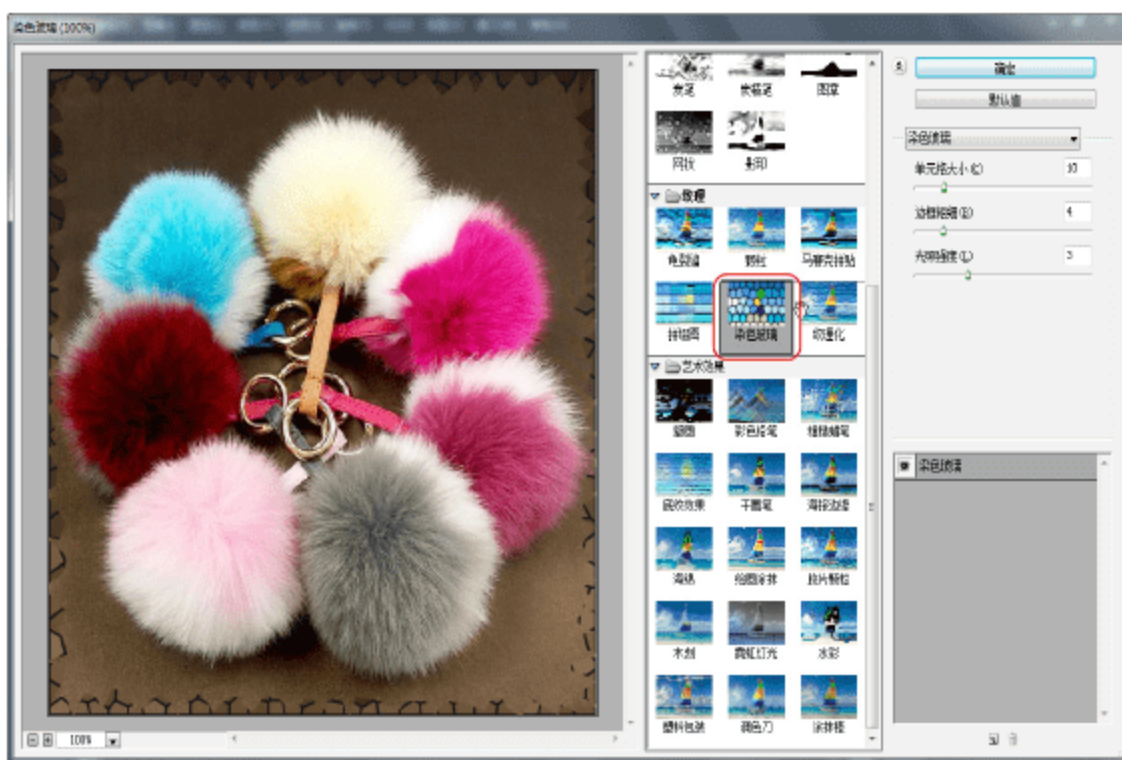 染色玻璃 (100%)
炭笔 炭精笔 图章
网状 影印
纹理
龟裂缝 颗粒 马赛克拼贴
拼缀图 染色玻璃 纹理化
艺术效果
壁画 彩色铅笔 粗糙蜡笔
底纹效果 干画笔 海报边缘
海绵 绘画涂抹 胶片颗粒
木刻 霓虹灯光 水彩
塑料包装 调色刀 涂抹棒
确定
默认值
染色玻璃
单元格大小(C) 10
边框粗细(B) 4
光照强度(L) 3
染色玻璃
100%